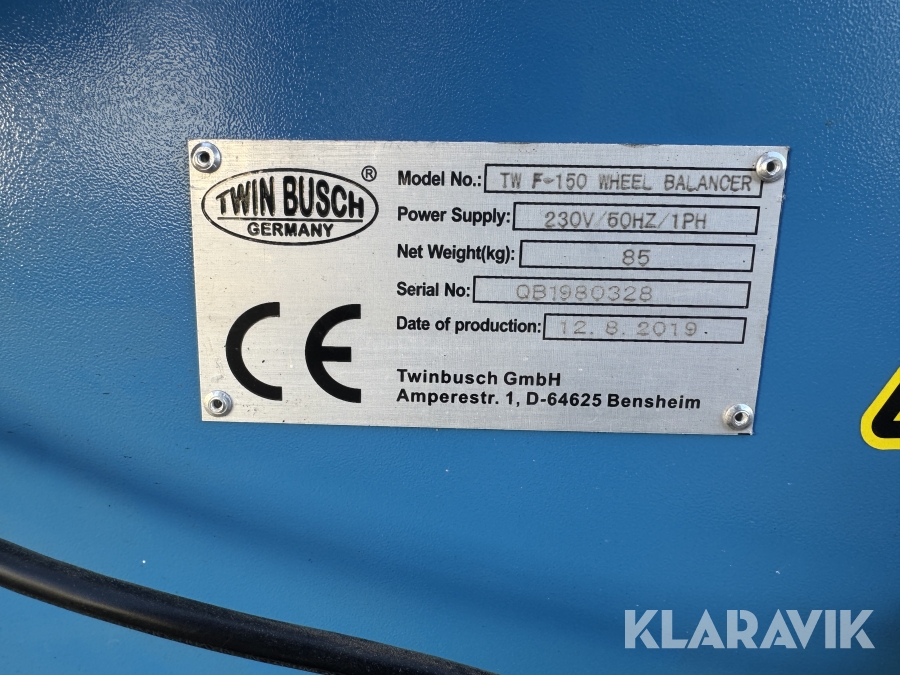 TWIN BUSCH ®
GERMANY
Model No.: TW F-150 WHEEL BALANCER
Power Supply: 230V/50HZ/1PH
Net Weight(kg): 85
Serial No: QB1980328
Date of production: 12.8.2019.
CE
Twinbusch GmbH
Amperestr. 1, D-64625 Bensheim
KLARAVIK